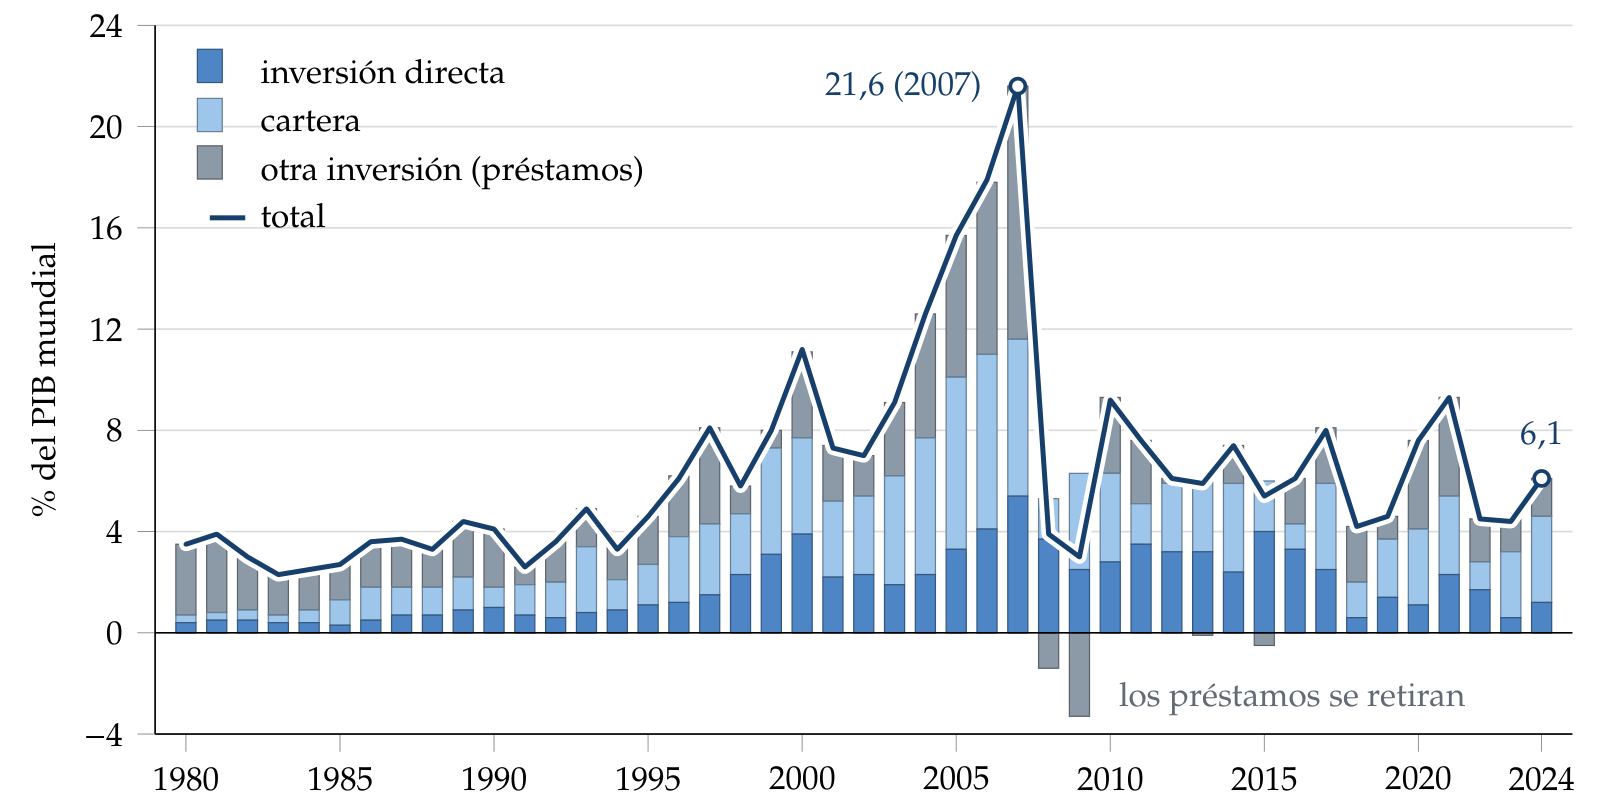 24
20
16
12
8
4
0
−4
% del PIB mundial
inversión directa
cartera
otra inversión (préstamos)
total
21,6 (2007)
6,1
los préstamos se retiran
1980 1985 1990 1995 2000 2005 2010 2015 2020 2024